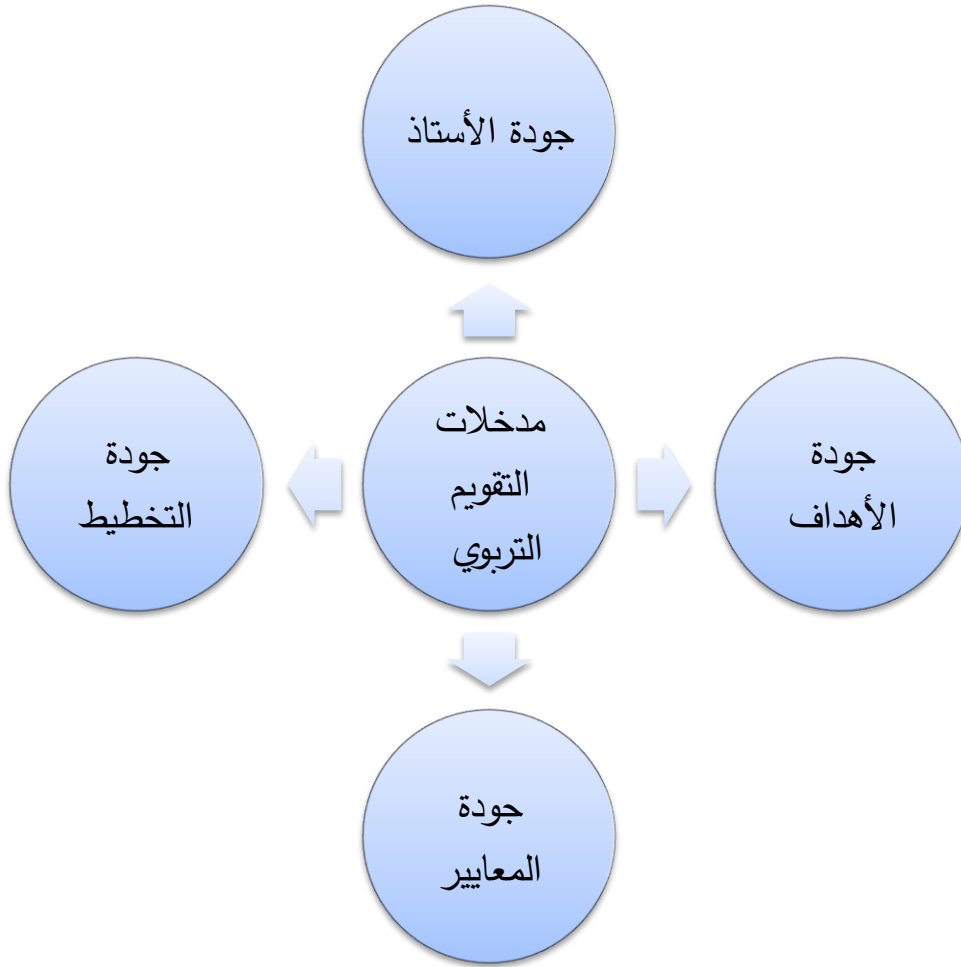 جودة الأستاذ
جودة
الأهداف
مدخلات
التقويم
التربوي
جودة
التخطيط
جودة
المعايير